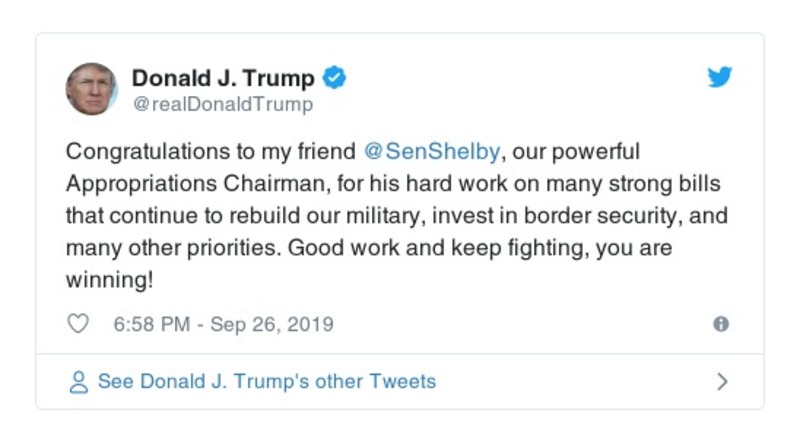 Donald J. Trump
@realDonaldTrump
Congratulations to my friend @SenShelby, our powerful
Appropriations Chairman, for his hard work on many strong bills
that continue to rebuild our military, invest in border security, and
many other priorities. Good work and keep fighting, you are
winning!
6:58 PM - Sep 26, 2019
See Donald J. Trump's other Tweets